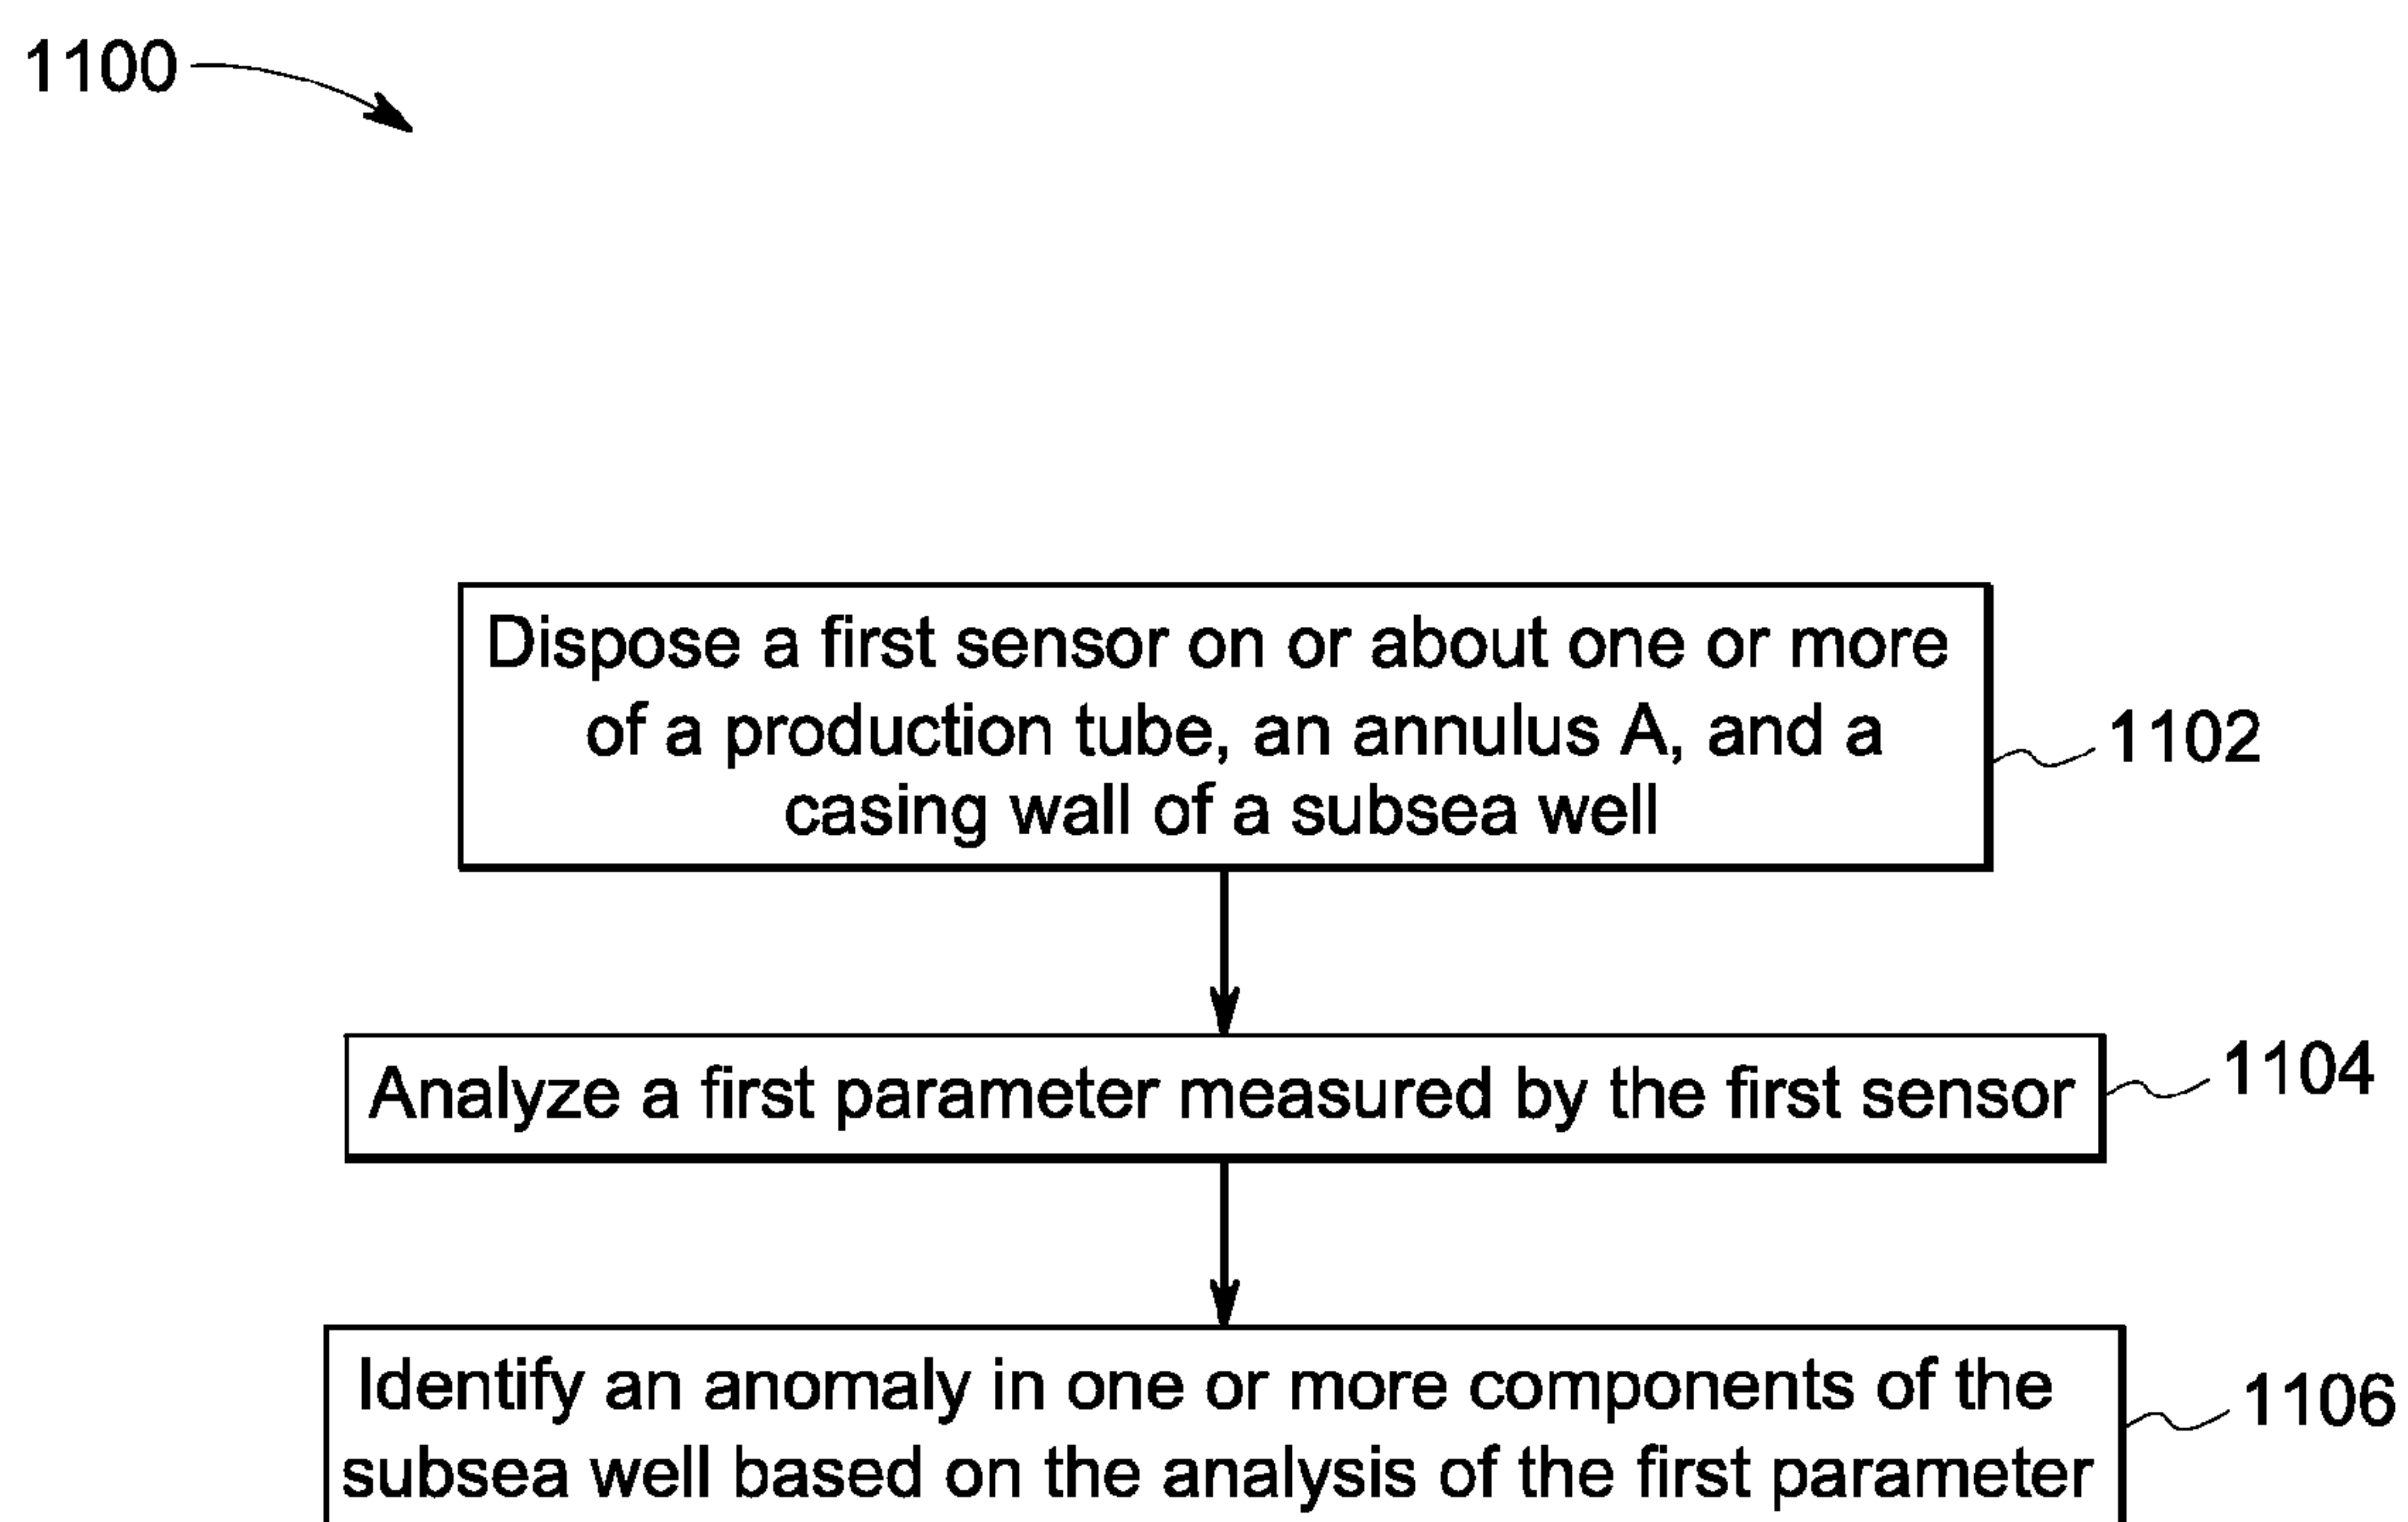 1100
Dispose a first sensor on or about one or more
of a production tube, an annulus A, and a
casing wall of a subsea well
1102
Analyze a first parameter measured by the first sensor
1104
Identify an anomaly in one or more components of the
subsea well based on the analysis of the first parameter
1106